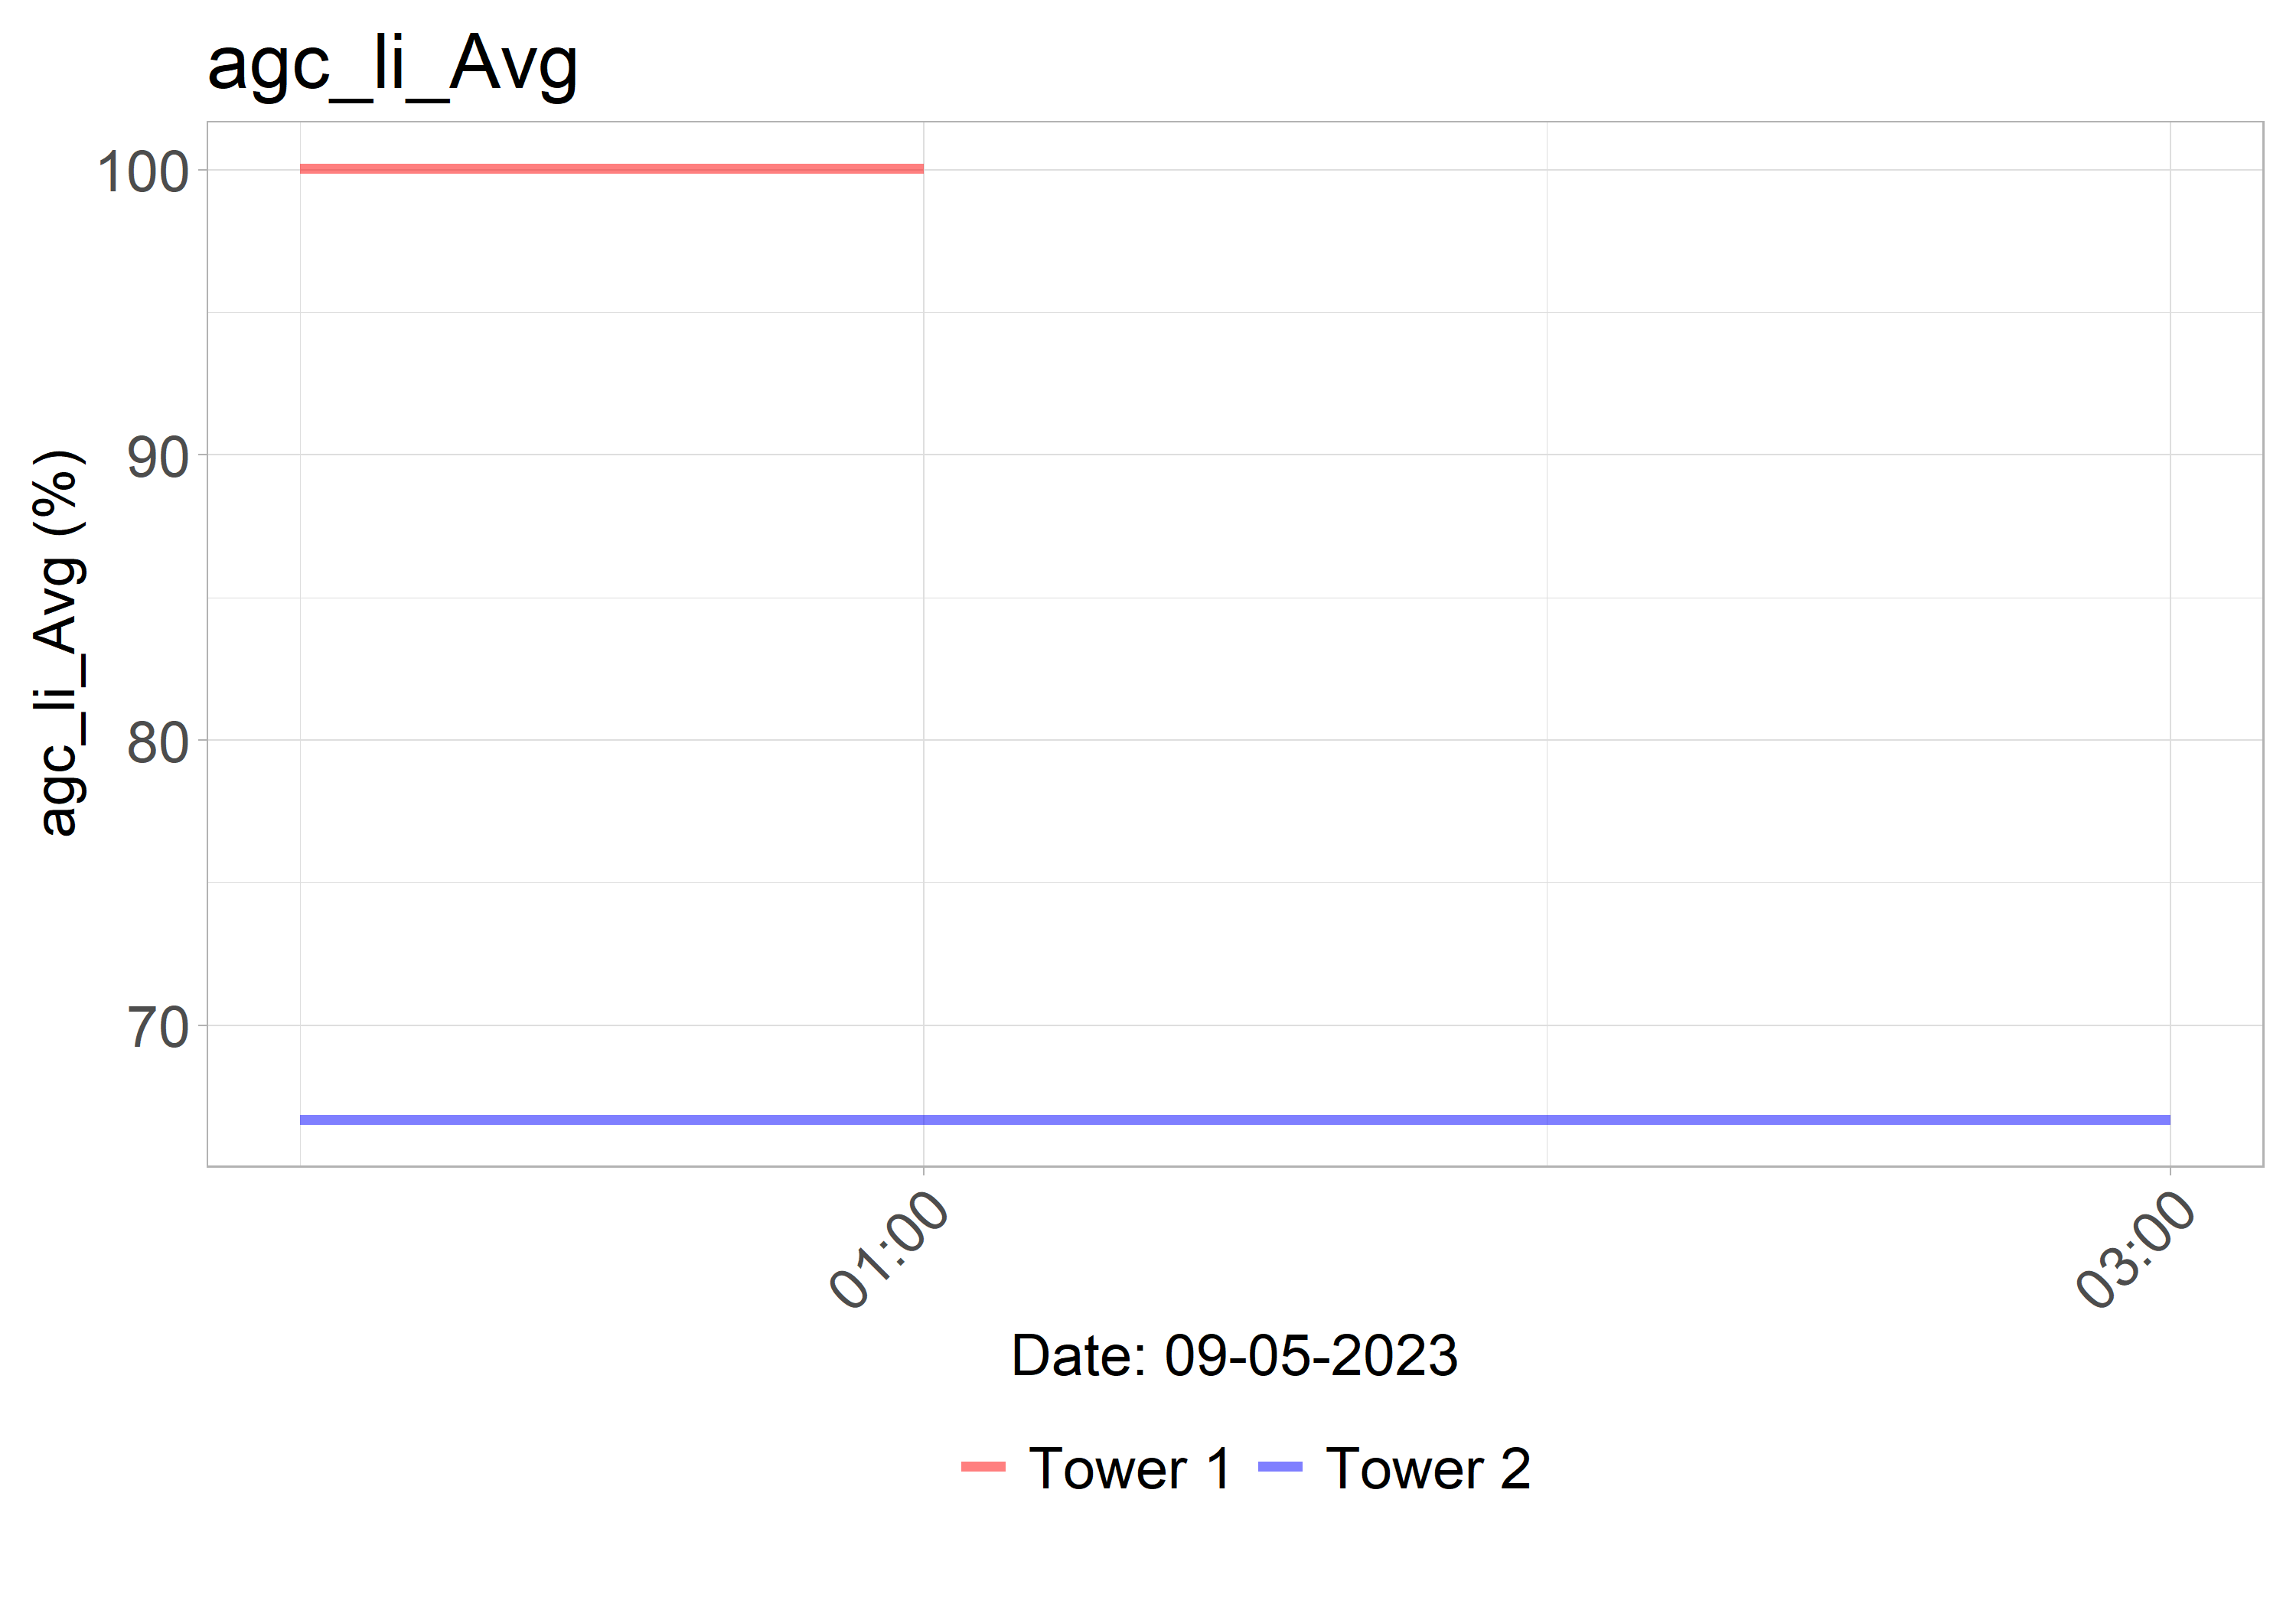 agc_li_Avg
100
90
80
70
agc_li_Avg (%)
01:00
03:00
Date: 09-05-2023
Tower 1
Tower 2